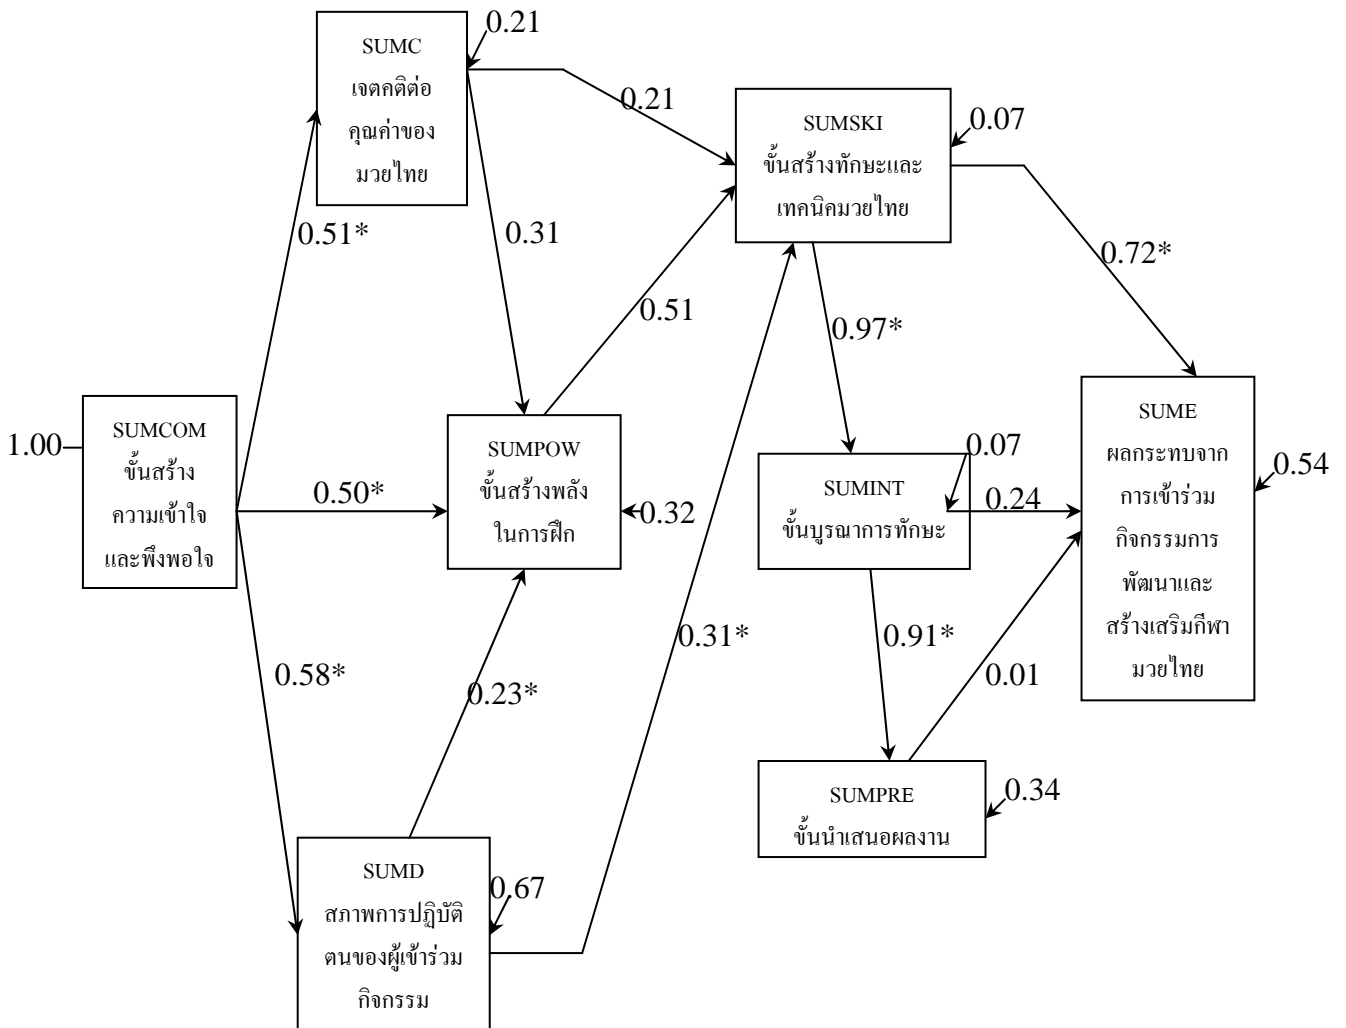 0.21
SUMC
เจตคติต่อ
คุณค่าของ
มวยไทย
0.21
SUMSKI
ขั้นสร้างทักษะและ
เทคนิคมวยไทย
0.07
0.51*
0.31
0.51
0.72*
0.97*
1.00
SUMCOM
ขั้นสร้าง
ความเข้าใจ
และพึงพอใจ
0.50*
SUMPOW
ขั้นสร้างพลัง
ในการฝึก
0.32
SUMINT
ขั้นบูรณาการทักษะ
0.07
0.24
SUME
ผลกระทบจาก
การเข้าร่วม
กิจกรรมการ
พัฒนาและ
สร้างเสริมกีฬา
มวยไทย
0.54
0.58*
0.23*
0.31*
0.91*
0.01
SUMPRE
ขั้นนำเสนอผลงาน
0.34
SUMD
สภาพการปฏิบัติ
ตนของผู้เข้าร่วม
กิจกรรม
0.67